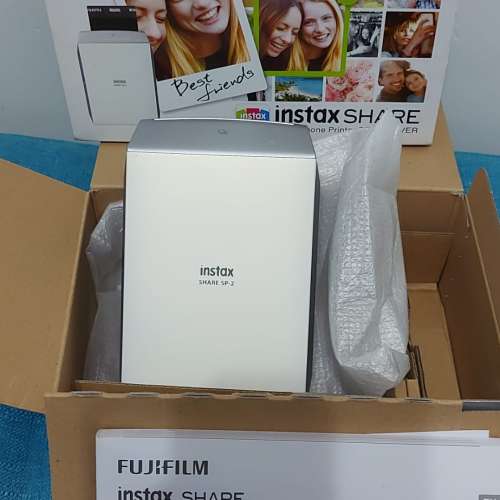 Best
friends
instax
instax SHARE
instax
SHARE SP-2
FUJIFILM
instax SHARE